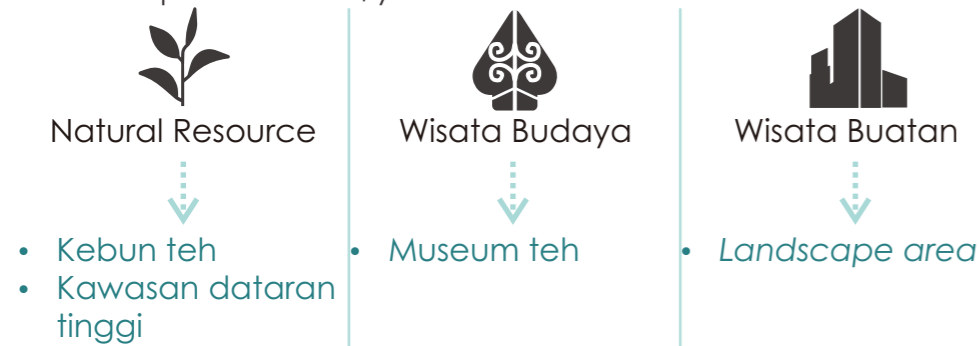 Natural Resource
Wisata Budaya
Wisata Buatan
• Kebun teh
• Kawasan dataran
tinggi
• Museum teh
• Landscape area